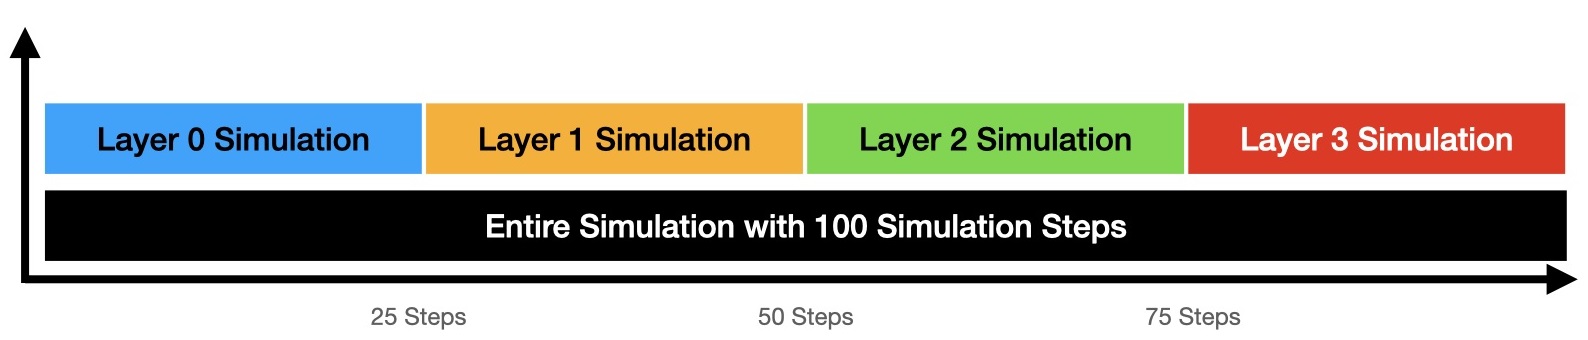 Layer 0 Simulation
Layer 1 Simulation
Layer 2 Simulation
Layer 3 Simulation
Entire Simulation with 100 Simulation Steps
25 Steps
50 Steps
75 Steps